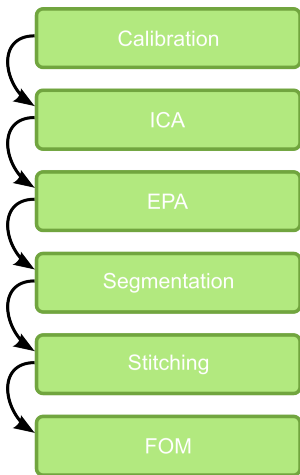 Calibration
ICA
EPA
Segmentation
Stitching
FOM